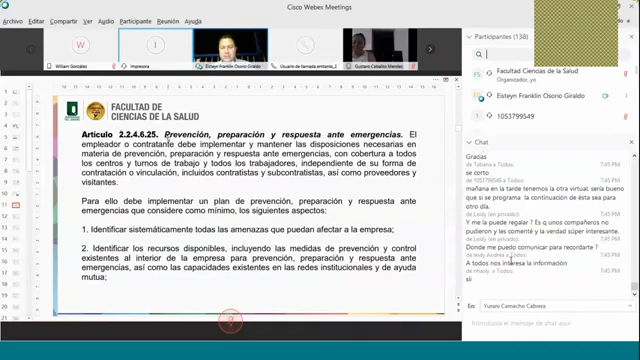 Cisco Webex Meetings
Archivo Editar Compartir Ver Audio Participante Reunión Ayuda
Participantes (138)
W
I
William González
impresora
Eisteyn Franklin Osorio Giraldo
Usuario de llamada entrante_2
Gustavo Ceballo Mendes
Facultad Ciencias de la Salud
Organizador, yo
Eisteyn Franklin Osorio Giraldo
1053799549
FACULTAD DE
CIENCIAS DE LA SALUD
Artículo 2.2.4.6.25. Prevención, preparación y respuesta ante emergencias. El
empleador o contratante debe implementar y mantener las disposiciones necesarias en
materia de prevención, preparación y respuesta ante emergencias, con cobertura a todos
los centros y turnos de trabajo y todos los trabajadores, independiente de su forma de
contratación o vinculación, incluidos contratistas y subcontratistas, así como proveedores y
visitantes.
Para ello debe implementar un plan de prevención, preparación y respuesta ante
emergencias que considere como mínimo, los siguientes aspectos:
1. Identificar sistemáticamente todas las amenazas que puedan afectar a la empresa;
2. Identificar los recursos disponibles, incluyendo las medidas de prevención y control
existentes al interior de la empresa para prevención, preparación y respuesta ante
emergencias, así como las capacidades existentes en las redes institucionales y de ayuda
mutua;
Chat
Gracias
de Tatiana a Todos: 7:45 PM
se corto
de 1053799549 a Todos: 7:45 PM
mañana en la tarde tenemos la otra virtual, sería bueno
que si se programa la continuación de ésta sea para
otro día.
de Leidy (en privado): 7:45 PM
Y me la puede regalar? Es q unos compañeros no
pudieron y les comenté y la verdad súper interesante.
de Leidy (en privado): 7:45 PM
Donde me puedo comunicar para recordarte ?
7:45 PM
A todos nos interesa la información
a Todos: 7:45 PM
sii
En: Yurani Camacho Cabrera
Introduzca el mensaje de chat aquí